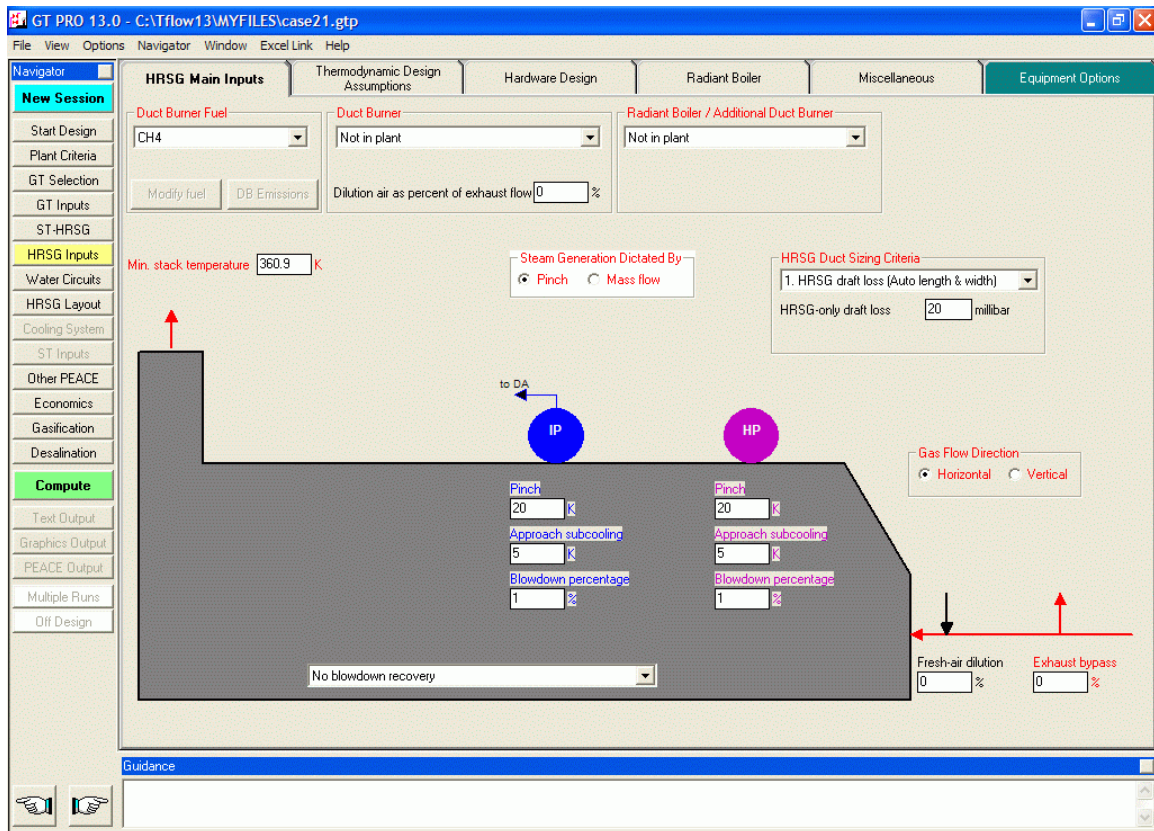 GT PRO 13.0 - C:\Tflow13\MYFILES\case21.gtp
File View Options Navigator Window Excel Link Help
Navigator
New Session
Start Design
Plant Criteria
GT Selection
GT Inputs
ST-HRSG
HRSG Inputs
Water Circuits
HRSG Layout
Cooling System
ST Inputs
Other PEACE
Economics
Gasification
Desalination
Compute
Text Output
Graphics Output
PEACE Output
Multiple Runs
Off Design
HRSG Main Inputs
Thermodynamic Design
Assumptions
Hardware Design
Radiant Boiler
Miscellaneous
Equipment Options
Duct Burner Fuel
CH4
Modify fuel
DB Emissions
Duct Burner
Not in plant
Dilution air as percent of exhaust flow 0 %
Radiant Boiler / Additional Duct Burner
Not in plant
Min. stack temperature 360.9 K
Steam Generation Dictated By
Pinch Mass flow
HRSG Duct Sizing Criteria
1. HRSG draft loss (Auto length & width)
HRSG-only draft loss 20 millibar
to DA
IP
HP
Gas Flow Direction
Horizontal Vertical
Pinch
20 K
Approach subcooling
5 K
Blowdown percentage
1 %
Pinch
20 K
Approach subcooling
5 K
Blowdown percentage
1 %
No blowdown recovery
Fresh-air dilution
0 %
Exhaust bypass
0 %
Guidance